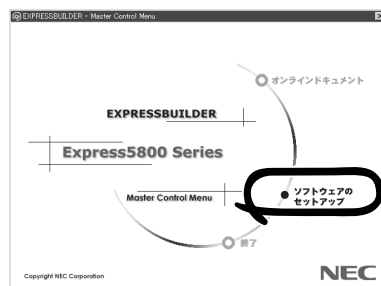 EXPRESSBUILDER - Master Control Menu
オンラインドキュメント
EXPRESSBUILDER
Express5800 Series
Master Control Menu
ソフトウェアの
セットアップ
終了
Copyright NEC Corporation
NEC